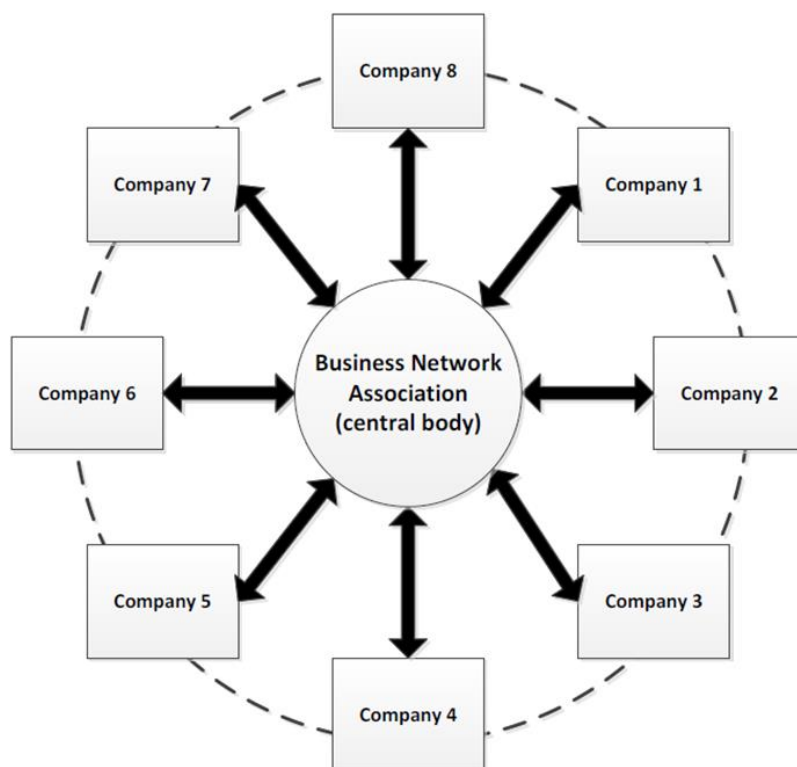 Company 8
Company 7
Company 1
Business Network
Association
(central body)
Company 6
Company 2
Company 5
Company 3
Company 4